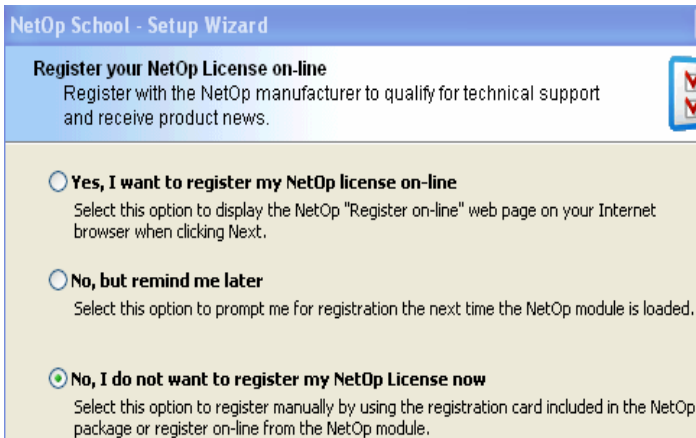 NetOp School - Setup Wizard
Register your NetOp License on-line
Register with the NetOp manufacturer to qualify for technical support
and receive product news.
Yes, I want to register my NetOp license on-line
Select this option to display the NetOp "Register on-line" web page on your Internet
browser when clicking Next.
No, but remind me later
Select this option to prompt me for registration the next time the NetOp module is loaded.
No, I do not want to register my NetOp License now
Select this option to register manually by using the registration card included in the NetOp
package or register on-line from the NetOp module.